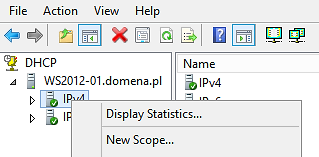 File Action View Help
DHCP
WS2012-01.domena.pl
IPv4
Name
IPv4
Display Statistics...
New Scope...